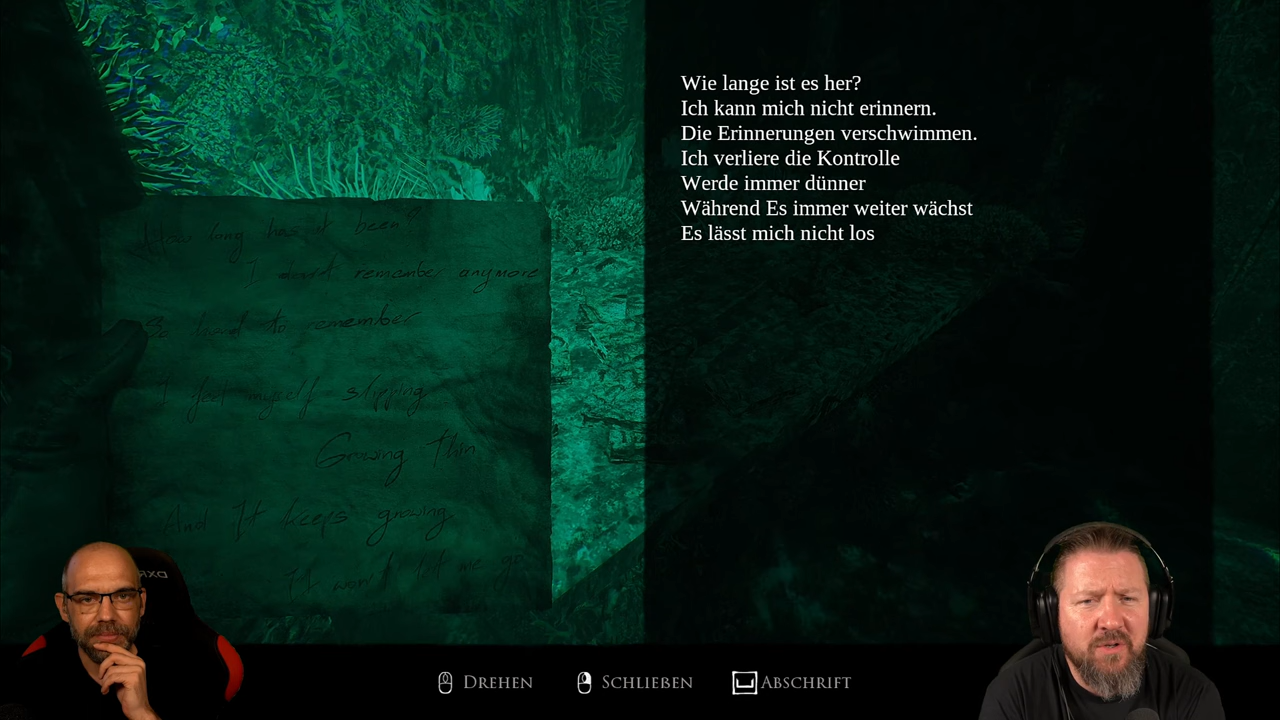 How long has it been?
I don't remember anymore
So hard to remember
I feel myself slipping
Growing thin
And It keeps growing
It won't let me
Wie lange ist es her?
Ich kann mich nicht erinnern.
Die Erinnerungen verschwimmen.
Ich verliere die Kontrolle
Werde immer dünner
Während Es immer weiter wächst
Es lässt mich nicht los
DXR
DREHEN
SCHLIEẞEN
ABSCHRIFT